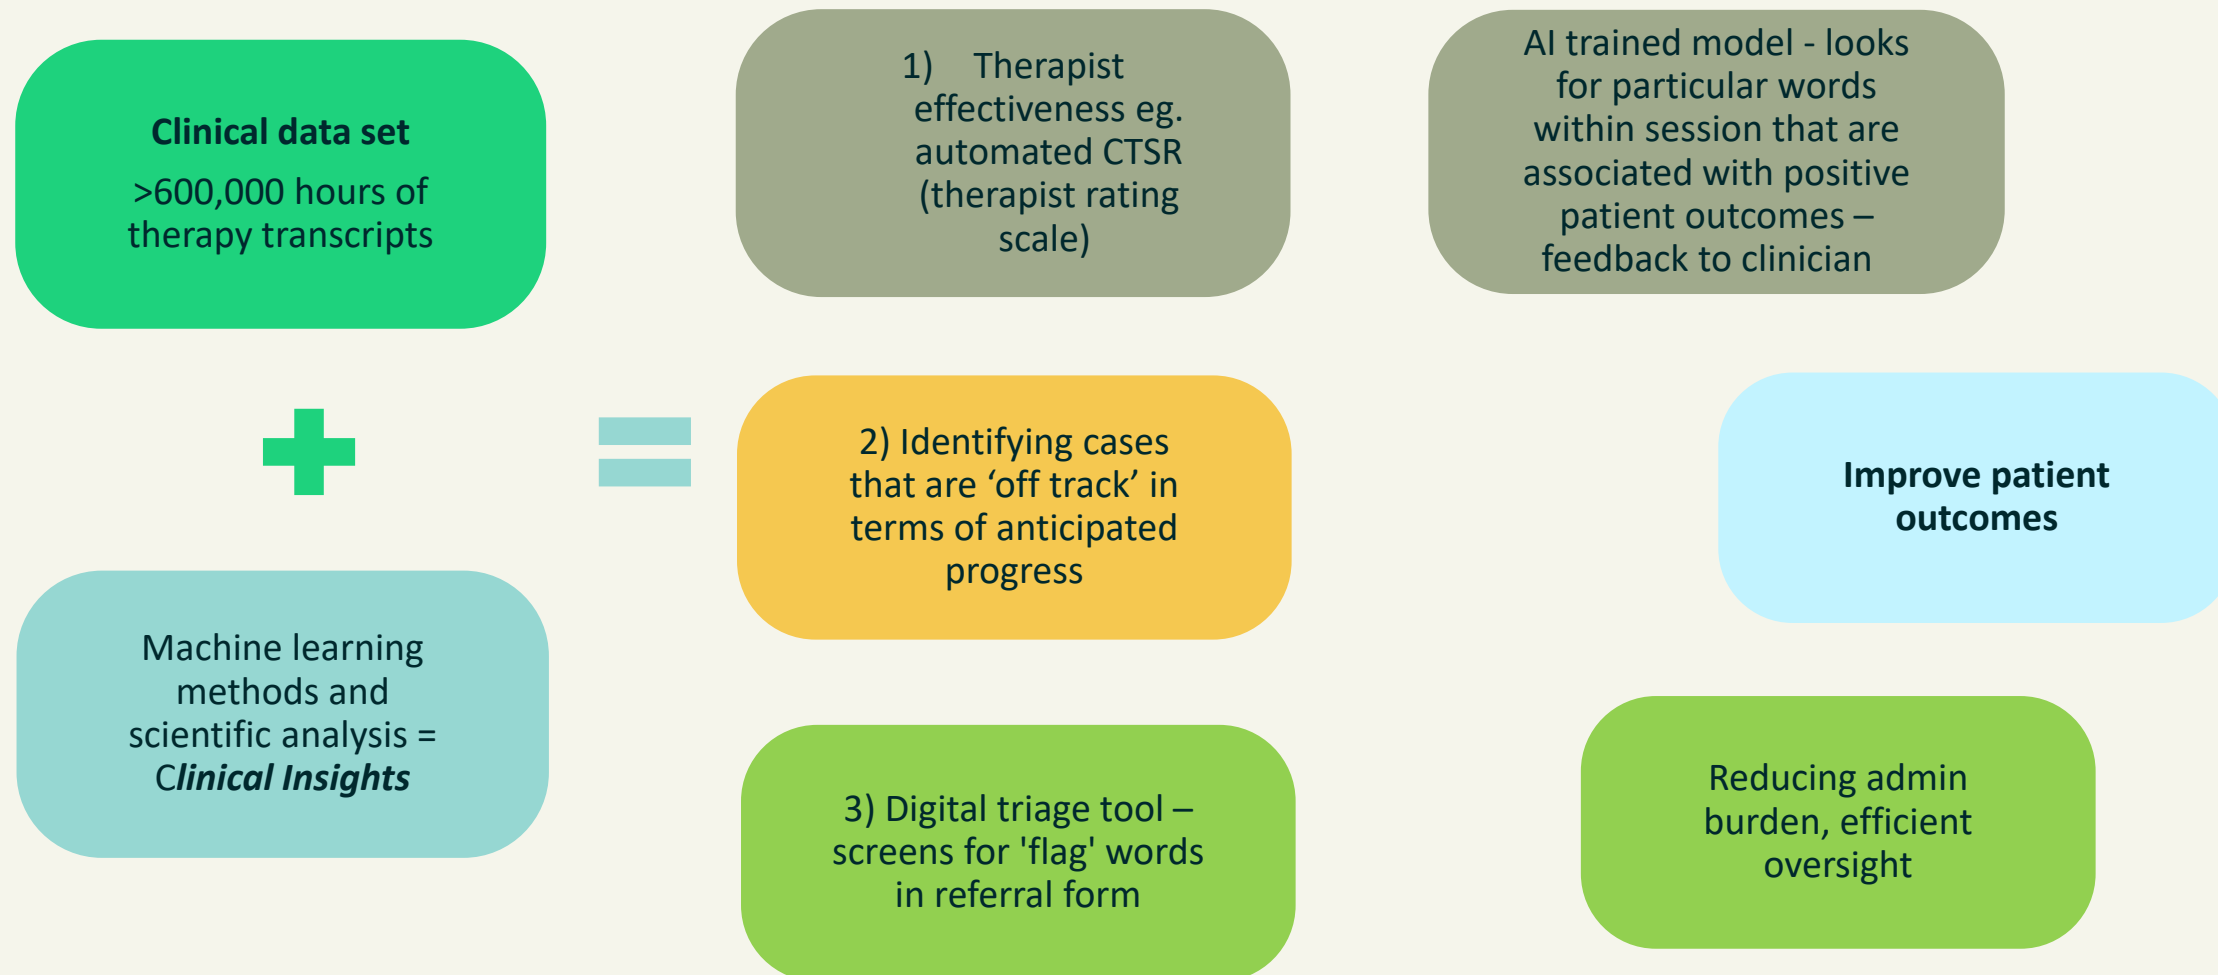 Clinical data set
>600,000 hours of
therapy transcripts
Machine learning
methods and
scientific analysis =
Clinical Insights
1) Therapist
effectiveness eg.
automated CTSR
(therapist rating
scale)
2) Identifying cases
that are ‘off track’ in
terms of anticipated
progress
3) Digital triage tool –
screens for 'flag' words
in referral form
AI trained model - looks
for particular words
within session that are
associated with positive
patient outcomes –
feedback to clinician
Improve patient
outcomes
Reducing admin
burden, efficient
oversight